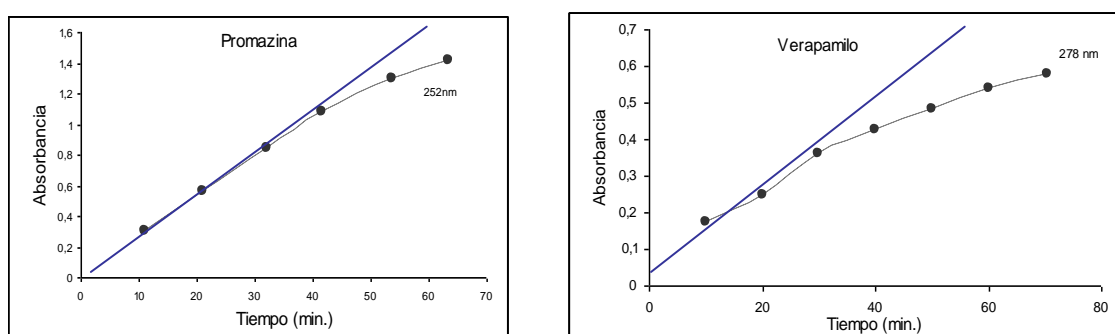 Promazina
252nm
Absorbancia
1,6
1,4
1,2
1
0,8
0,6
0,4
0,2
0
0 10 20 30 40 50 60 70
Tiempo (min.)
Verapamilo
278 nm
Absorbancia
0,7
0,6
0,5
0,4
0,3
0,2
0,1
0
0 20 40 60 80
Tiempo (min.)